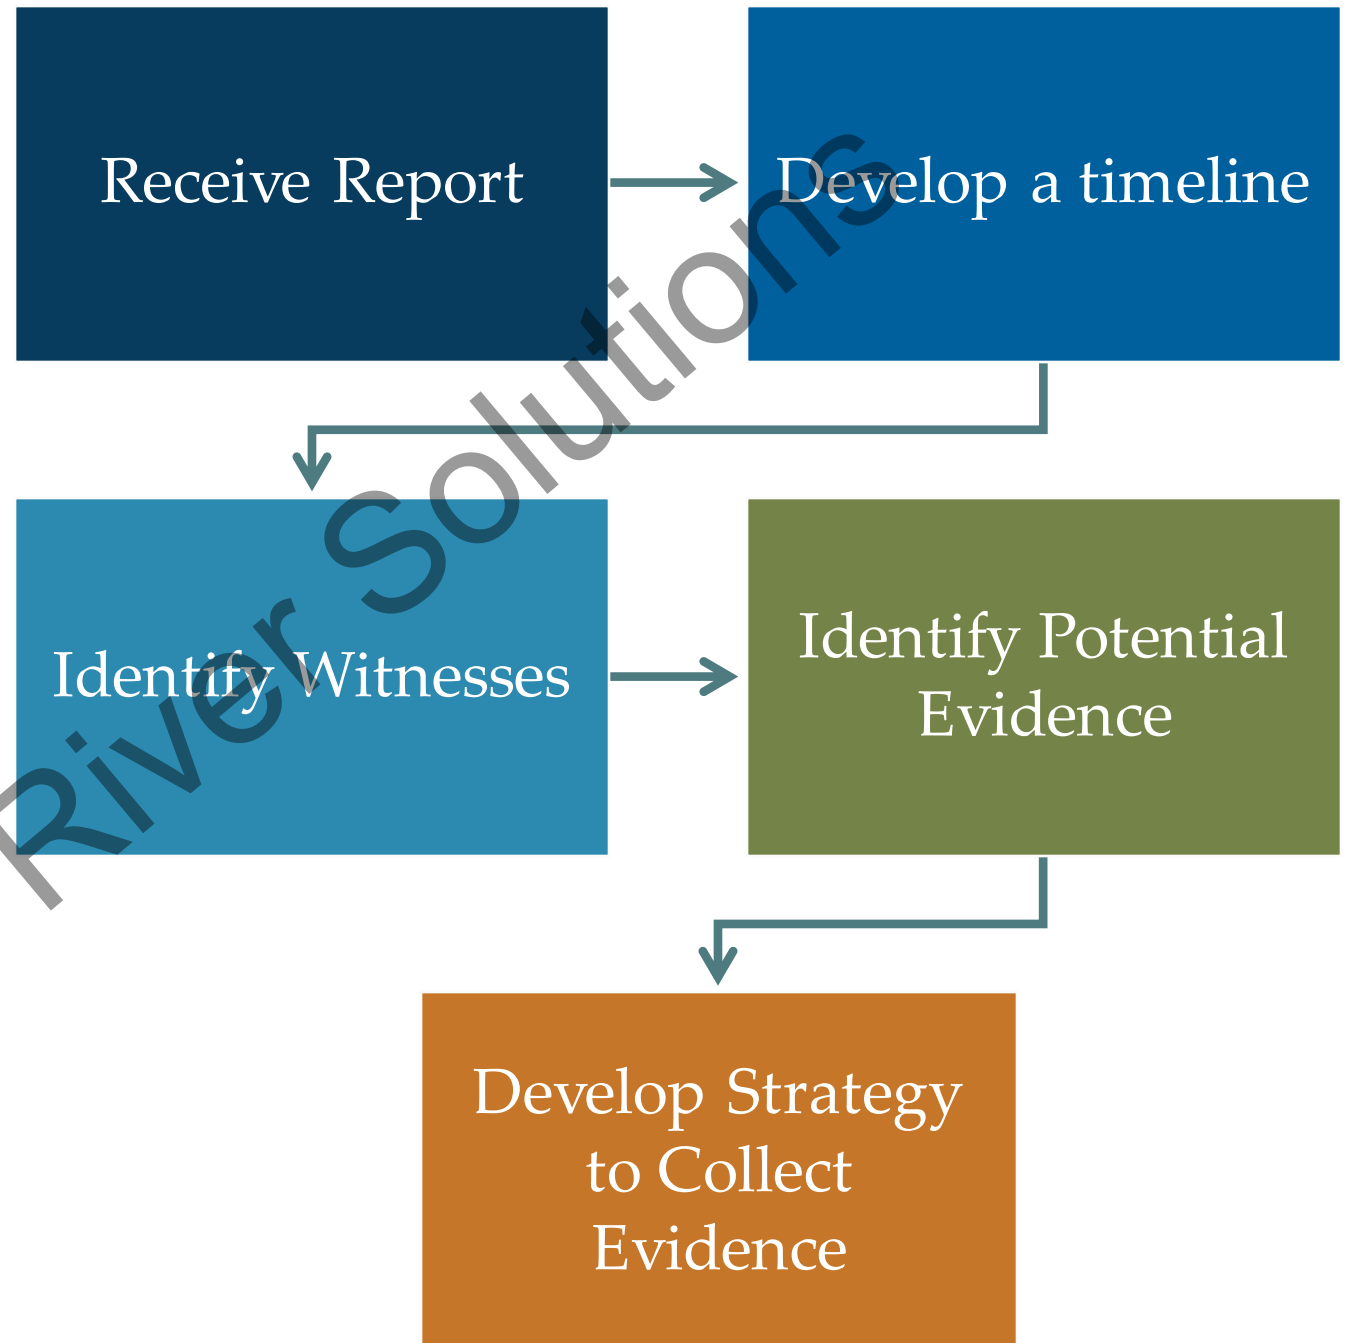 Receive Report
Develop a timeline
Identify Witnesses
Identify Potential
Evidence
Develop Strategy
to Collect
Evidence
River Solutions